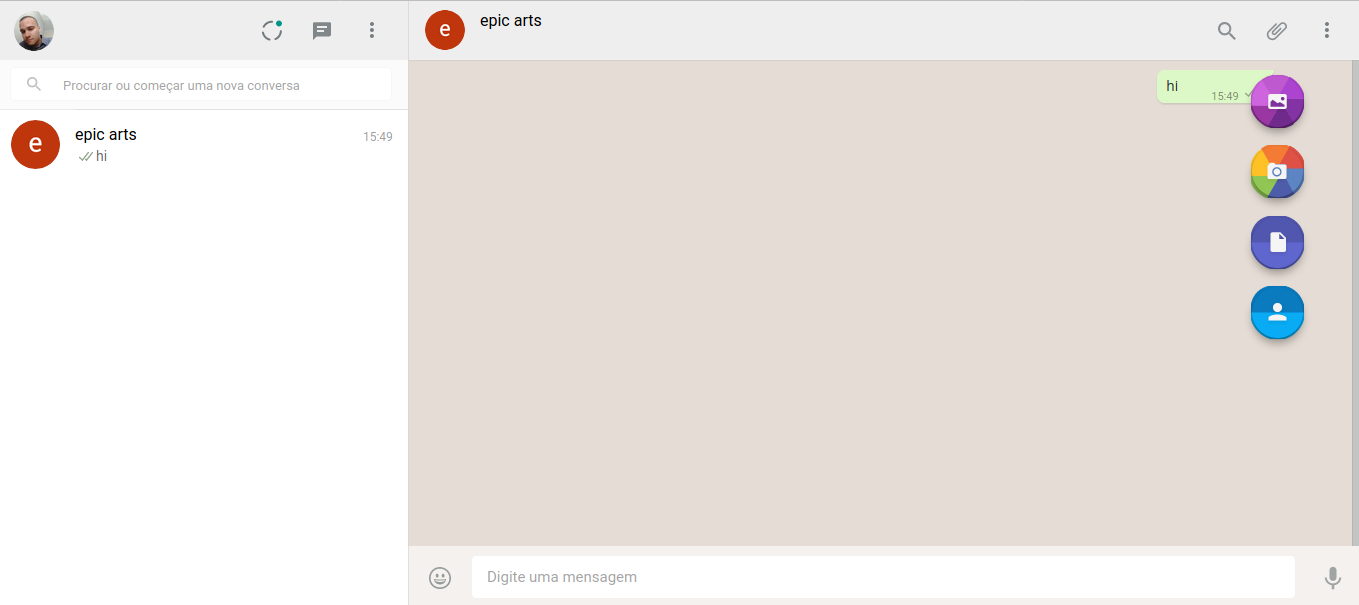 Procurar ou começar uma nova conversa
e
epic arts
15:49
hi
e
epic arts
hi
15:49
Digite uma mensagem